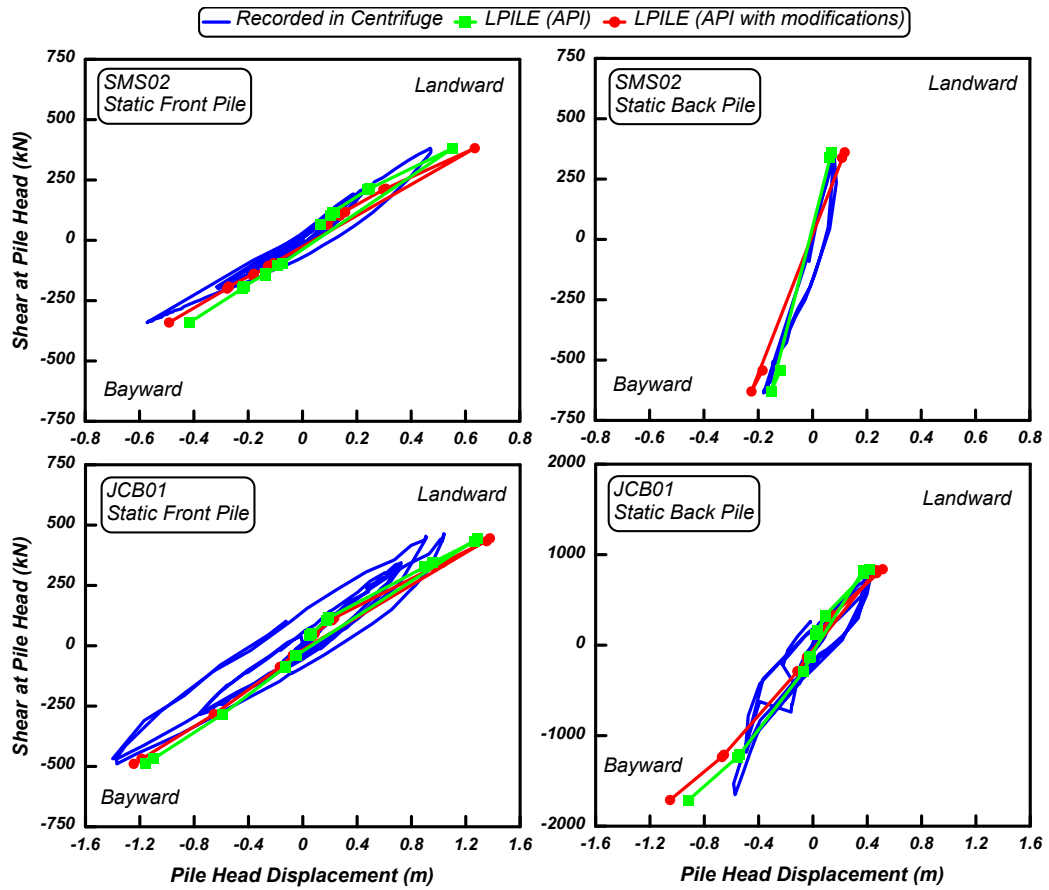 Recorded in Centrifuge LPILE (API) LPILE (API with modifications)
Shear at Pile Head (kN)
750
500
250
0
-250
-500
-750
SMS02
Static Front Pile
Landward
Bayward
-0.8 -0.6 -0.4 -0.2 0 0.2 0.4 0.6 0.8
750
500
250
0
-250
-500
-750
SMS02
Static Back Pile
Landward
Bayward
-0.8 -0.6 -0.4 -0.2 0 0.2 0.4 0.6 0.8
Shear at Pile Head (kN)
750
500
250
0
-250
-500
-750
JCB01
Static Front Pile
Landward
Bayward
-1.6 -1.2 -0.8 -0.4 0 0.4 0.8 1.2 1.6
Pile Head Displacement (m)
2000
1000
0
-1000
-2000
JCB01
Static Back Pile
Landward
Bayward
-1.6 -1.2 -0.8 -0.4 0 0.4 0.8 1.2 1.6
Pile Head Displacement (m)